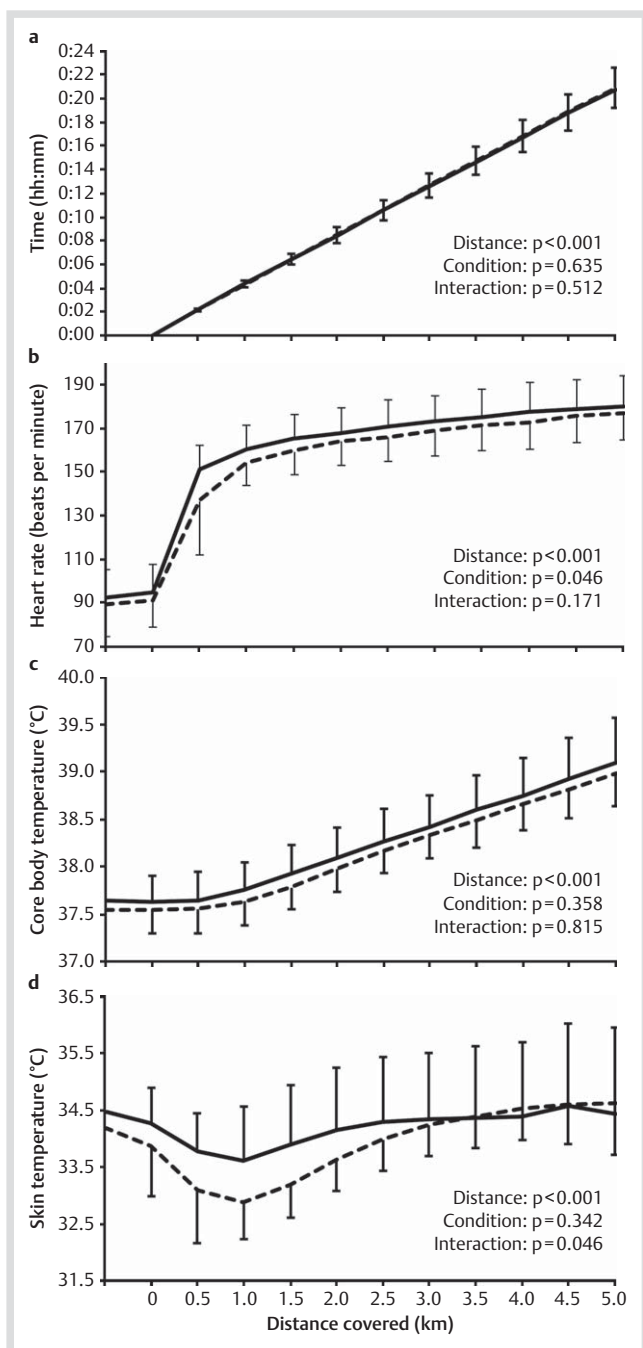 a
0:24
0:22
0:20
0:18
0:16
0:14
0:12
0:10
0:08
0:06
0:04
0:02
0:00
Time (hh:mm)
Distance: p<0.001
Condition: p=0.635
Interaction: p=0.512
b
190
170
150
130
110
90
70
Heart rate (beats per minute)
Distance: p<0.001
Condition: p=0.046
Interaction: p=0.171
c
40.0
39.5
39.0
38.5
38.0
37.5
37.0
Core body temperature (°C)
Distance: p<0.001
Condition: p=0.358
Interaction: p=0.815
d
36.5
35.5
34.5
33.5
32.5
31.5
Skin temperature (°C)
Distance: p<0.001
Condition: p=0.342
Interaction: p=0.046
0 0.5 1.0 1.5 2.0 2.5 3.0 3.5 4.0 4.5 5.0
Distance covered (km)